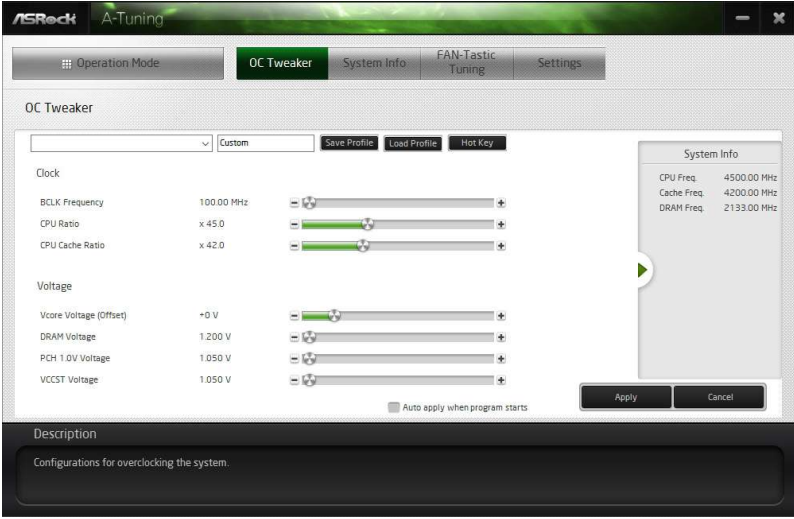 ASRock A-Tuning
Operation Mode
OC Tweaker
System Info
FAN-Tastic
Tuning
Settings
OC Tweaker
Custom
Save Profile
Load Profile
Hot Key
Clock
BCLK Frequency 100.00 MHz
CPU Ratio x 45.0
CPU Cache Ratio x 42.0
Voltage
Vcore Voltage (Offset) +0 V
DRAM Voltage 1.200 V
PCH 1.0V Voltage 1.050 V
VCCST Voltage 1.050 V
Auto apply when program starts
System Info
CPU Freq. 4500.00 MHz
Cache Freq. 4200.00 MHz
DRAM Freq. 2133.00 MHz
Apply
Cancel
Description
Configurations for overclocking the system.